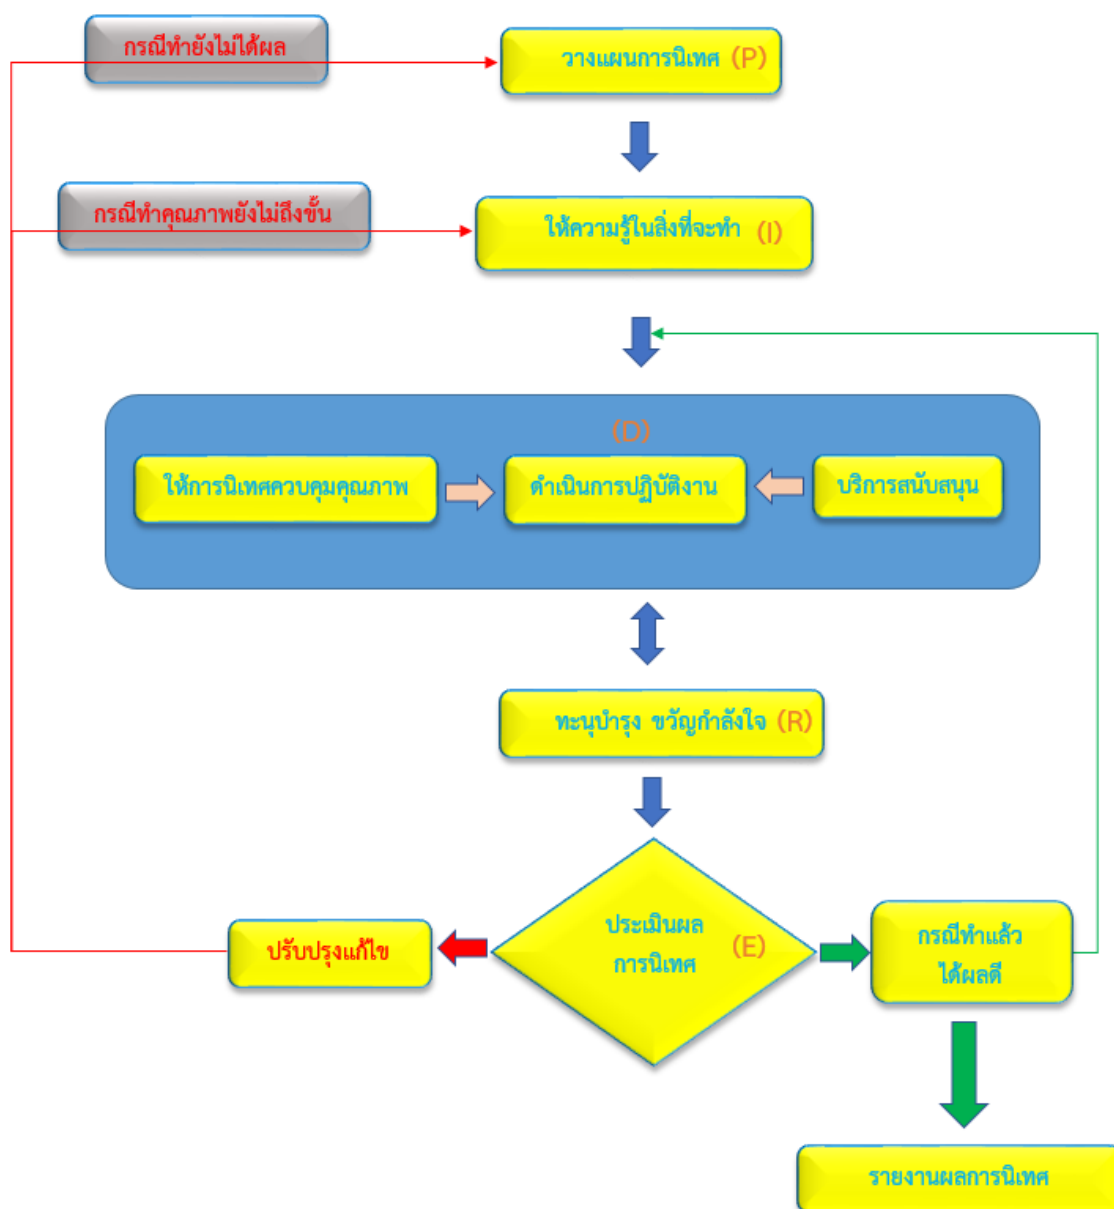 กรณีทำยังไม่ได้ผล
วางแผนการนิเทศ (P)
กรณีทำคุณภาพยังไม่ถึงขั้น
ให้ความรู้ในสิ่งที่จะทำ (I)
(D)
ให้การนิเทศควบคุมคุณภาพ
ดำเนินการปฏิบัติงาน
บริการสนับสนุน
ทะนุบำรุง ขวัญกำลังใจ (R)
ประเมินผล
การนิเทศ
(E)
ปรับปรุงแก้ไข
กรณีทำแล้ว
ได้ผลดี
รายงานผลการนิเทศ